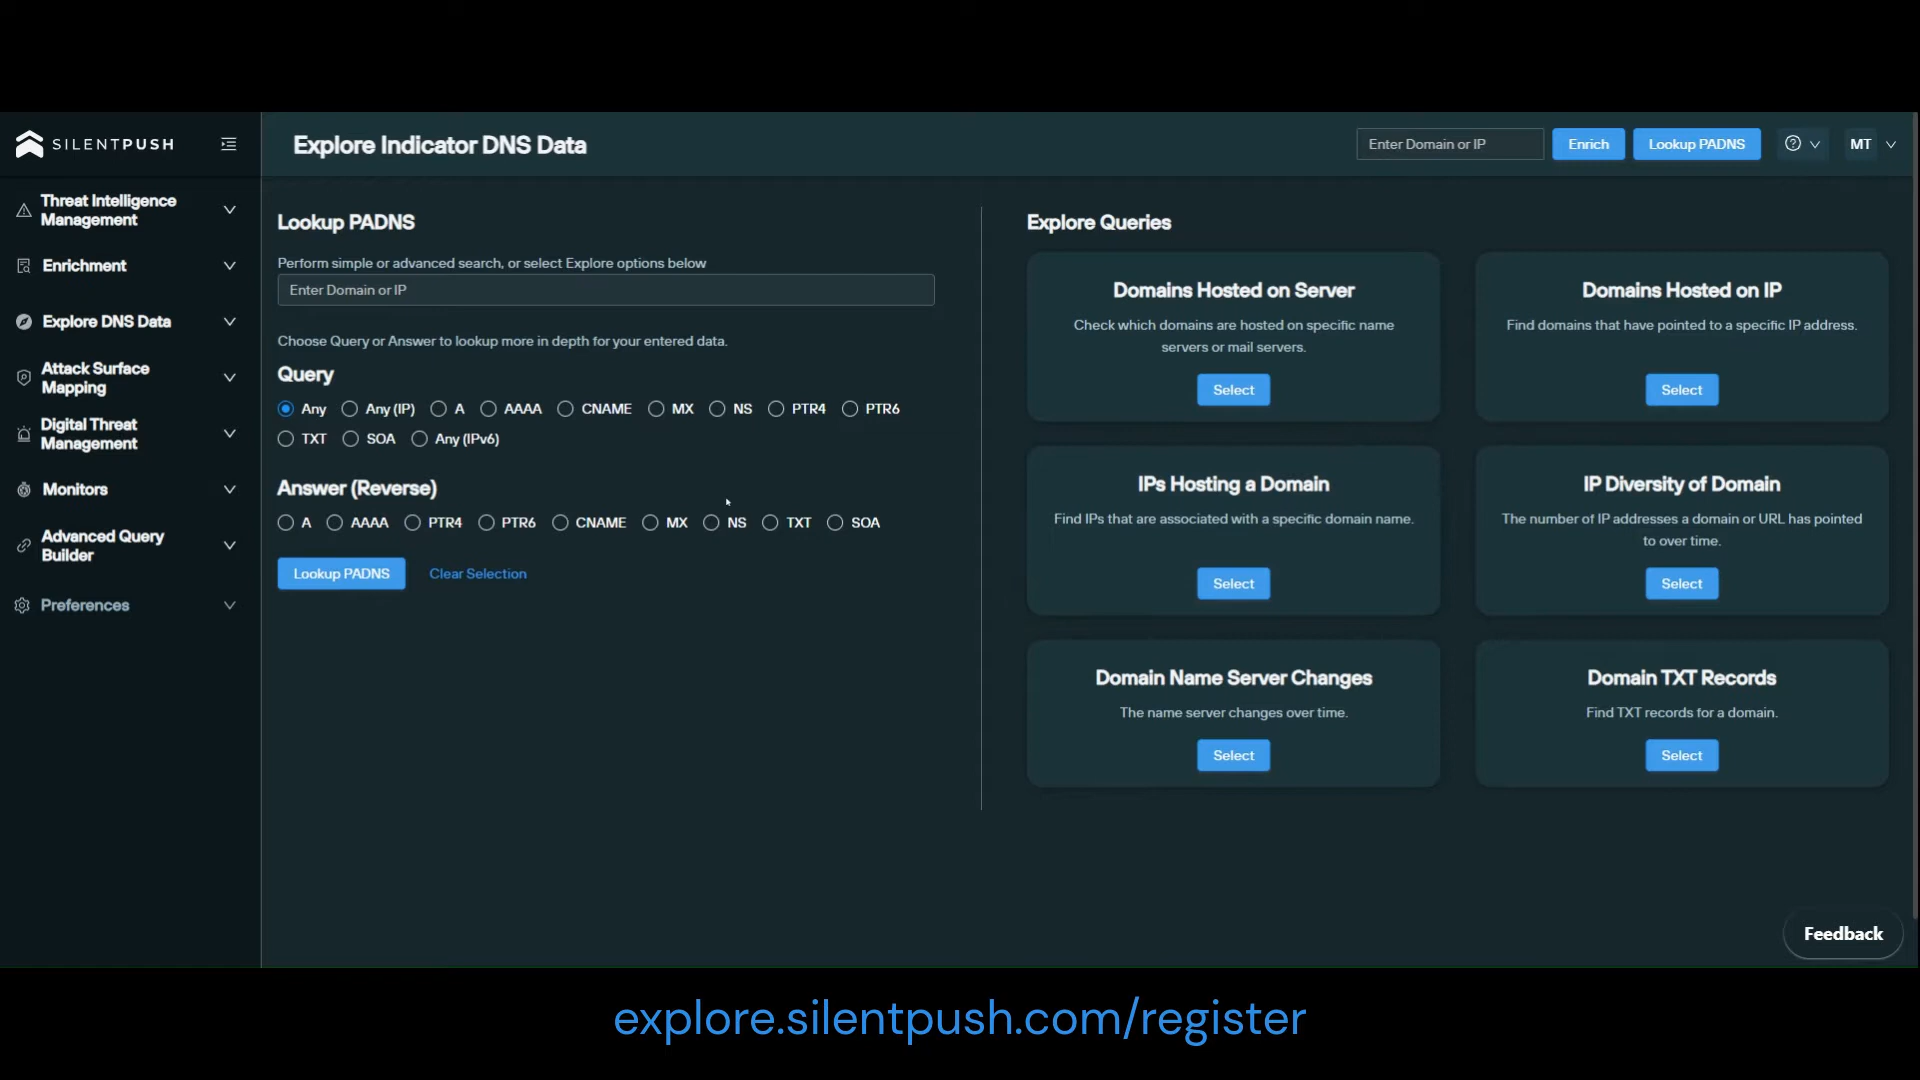 SILENTPUSH
Explore Indicator DNS Data
Enter Domain or IP
Enrich
Lookup PADNS
MT
Threat Intelligence
Management
Enrichment
Explore DNS Data
Attack Surface
Mapping
Digital Threat
Management
Monitors
Advanced Query
Builder
Preferences
Lookup PADNS
Perform simple or advanced search, or select Explore options below
Enter Domain or IP
Choose Query or Answer to lookup more in depth for your entered data.
Query
Any Any (IP) A AAAA CNAME MX NS PTR4 PTR6
TXT SOA Any (IPv6)
Answer (Reverse)
A AAAA PTR4 PTR6 CNAME MX NS TXT SOA
Lookup PADNS Clear Selection
Explore Queries
Domains Hosted on Server
Check which domains are hosted on specific name
servers or mail servers.
Select
Domains Hosted on IP
Find domains that have pointed to a specific IP address.
Select
IPs Hosting a Domain
Find IPs that are associated with a specific domain name.
Select
IP Diversity of Domain
The number of IP addresses a domain or URL has pointed
to over time.
Select
Domain Name Server Changes
The name server changes over time.
Select
Domain TXT Records
Find TXT records for a domain.
Select
Feedback
explore.silentpush.com/register